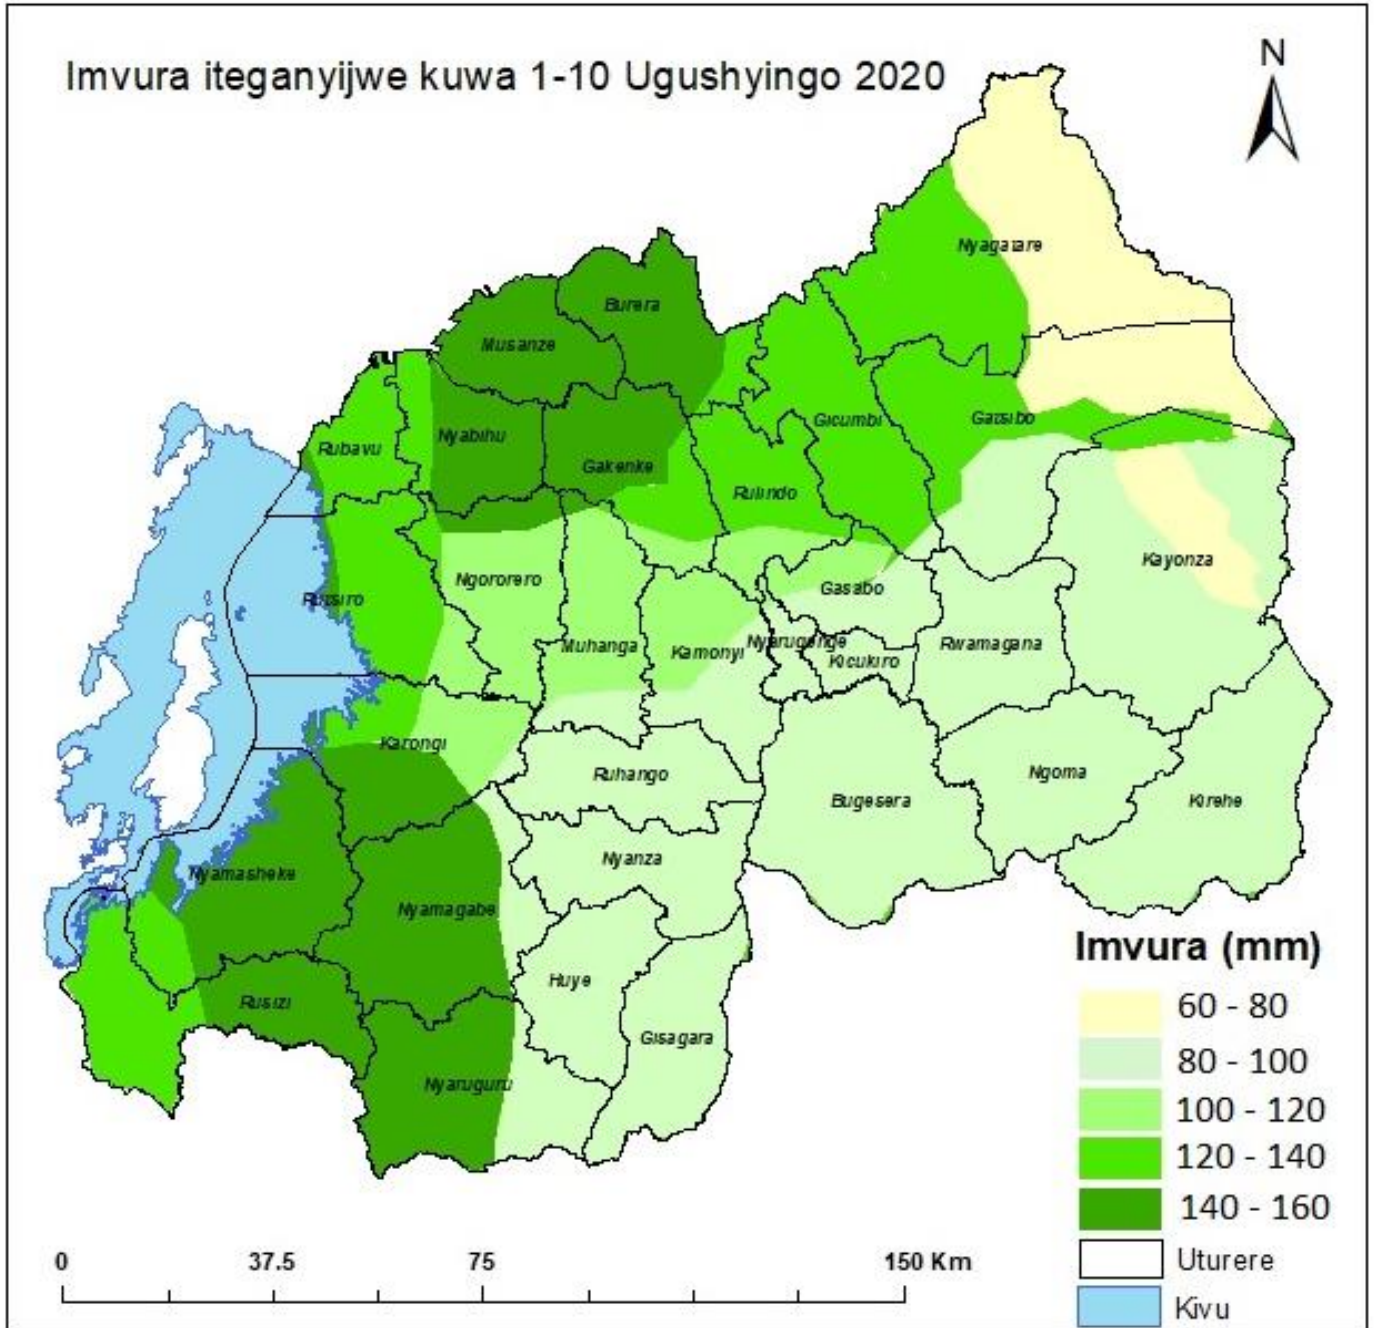 Imvura iteganyijwe kuwa 1-10 Ugushyingo 2020
N
Nyagatare
Burera
Musanze
Gicumbi
Gatsibo
Rubavu
Nyabihu
Gakenke
Rulindo
Kayonza
Ngororero
Gasabo
Rutsiro
Muhanga
Kamonyi
Nyarugenge
Kicukiro
Rwamagana
Karongi
Ruhango
Bugesera
Ngoma
Kirehe
Nyanza
Nyamasheke
Nyamagabe
Huye
Rusizi
Gisagara
Nyaruguru
Imvura (mm)
60 - 80
80 - 100
100 - 120
120 - 140
140 - 160
Uturere
Kivu
0 37.5 75 150 Km